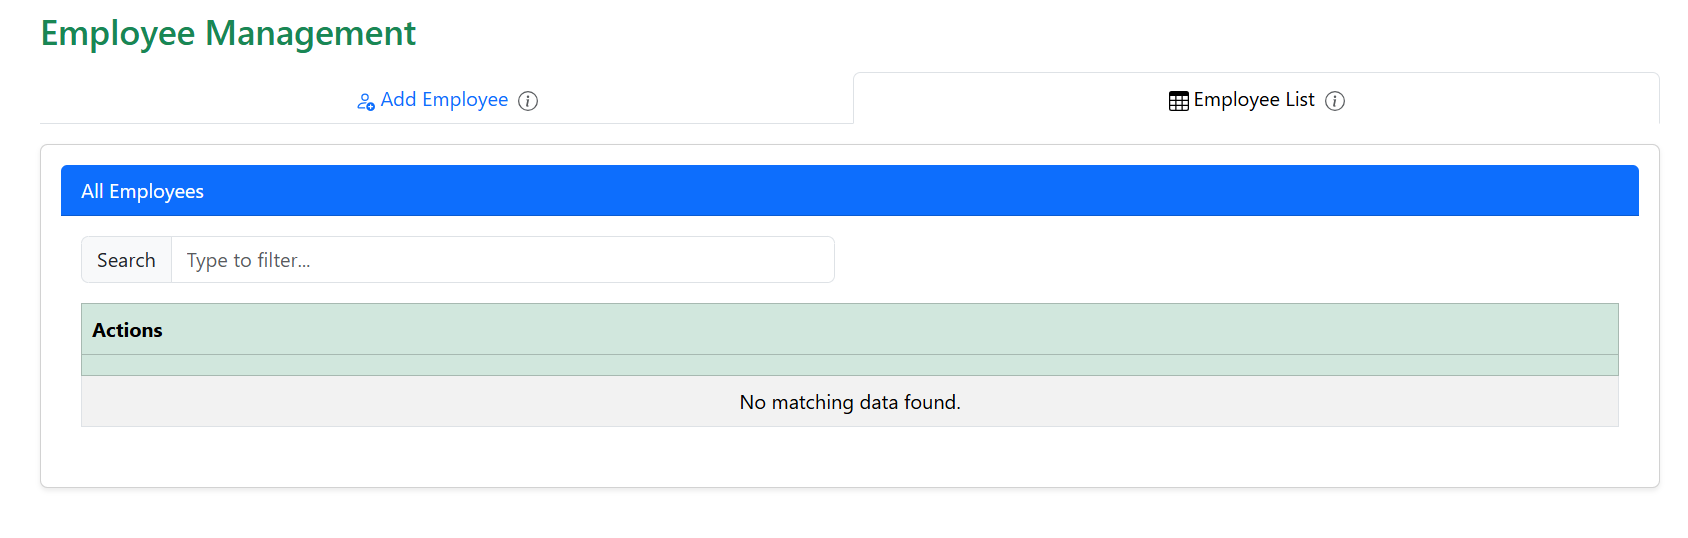 Employee Management
Add Employee
Employee List
All Employees
Search Type to filter...
Actions
No matching data found.